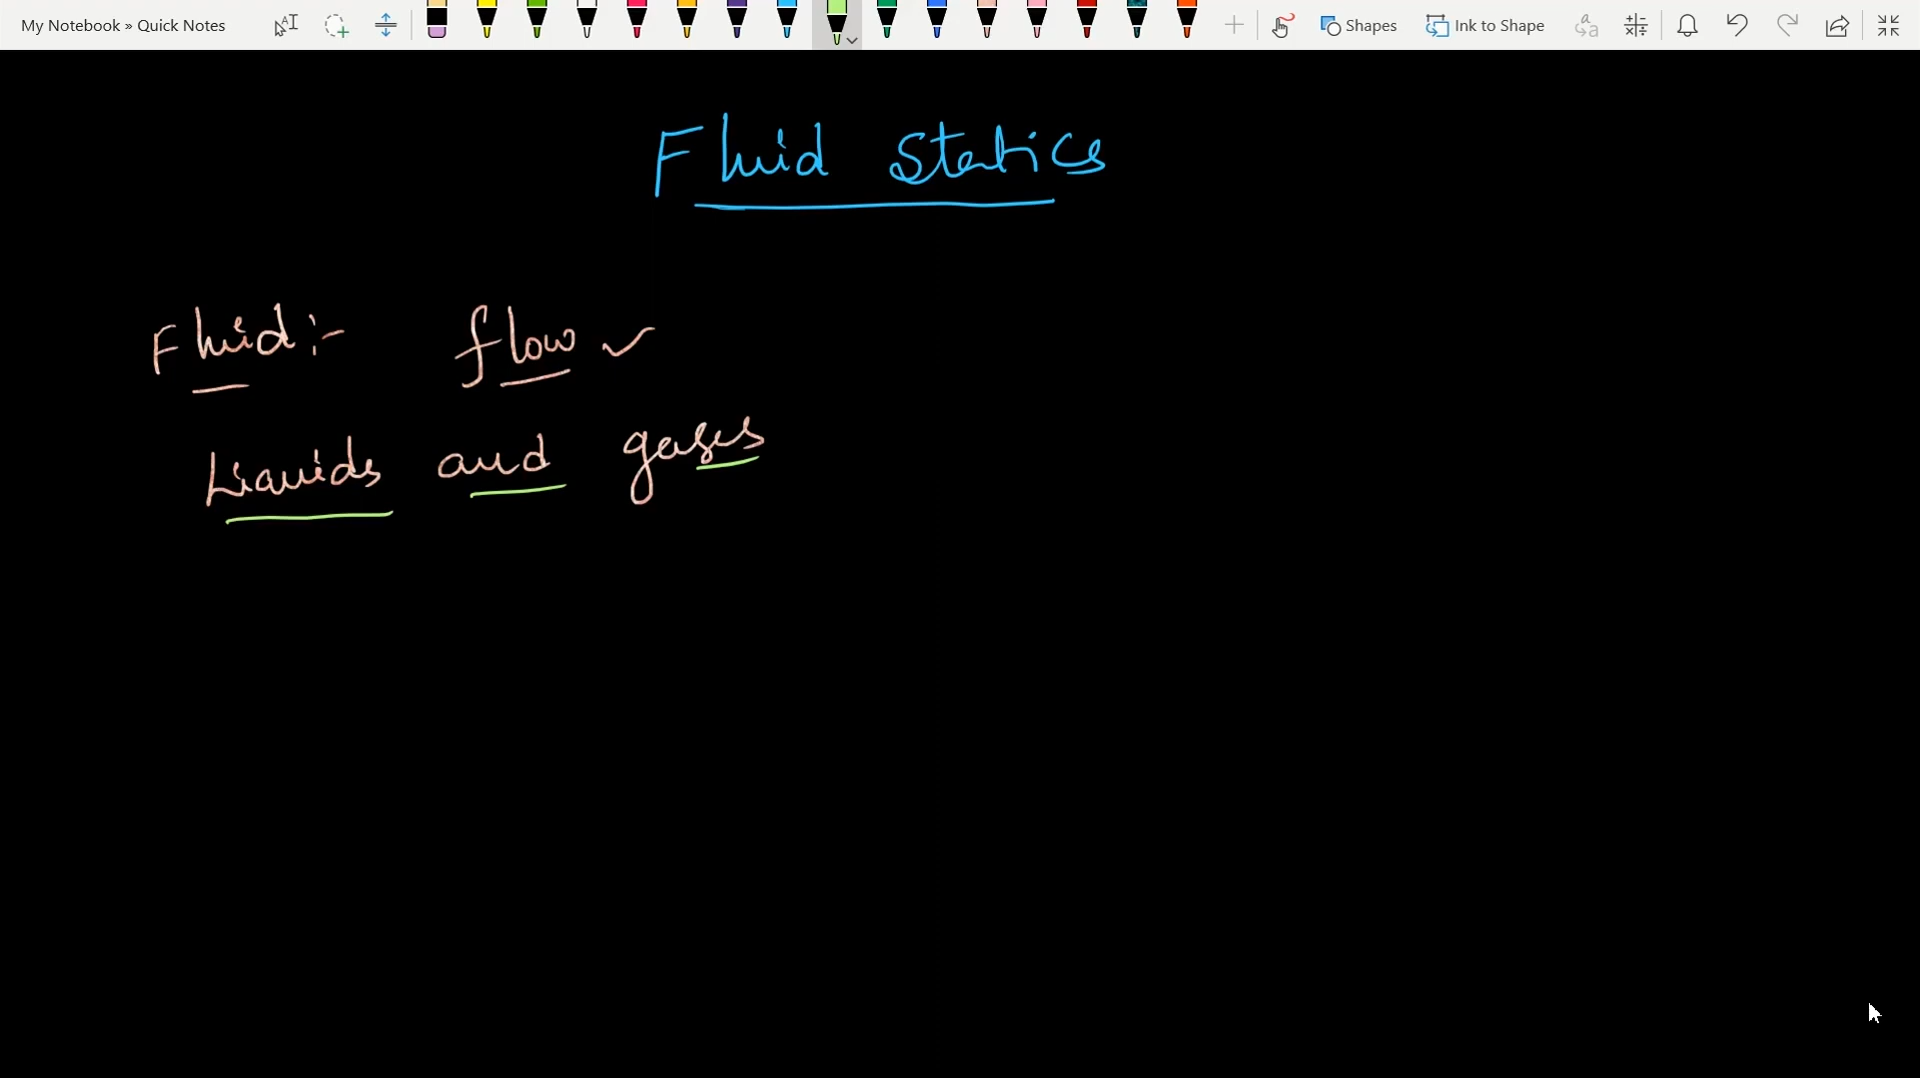 My Notebook » Quick Notes Shapes Ink to Shape
Fluid Statics
Fluid :- flow ✓
Liquids and gases